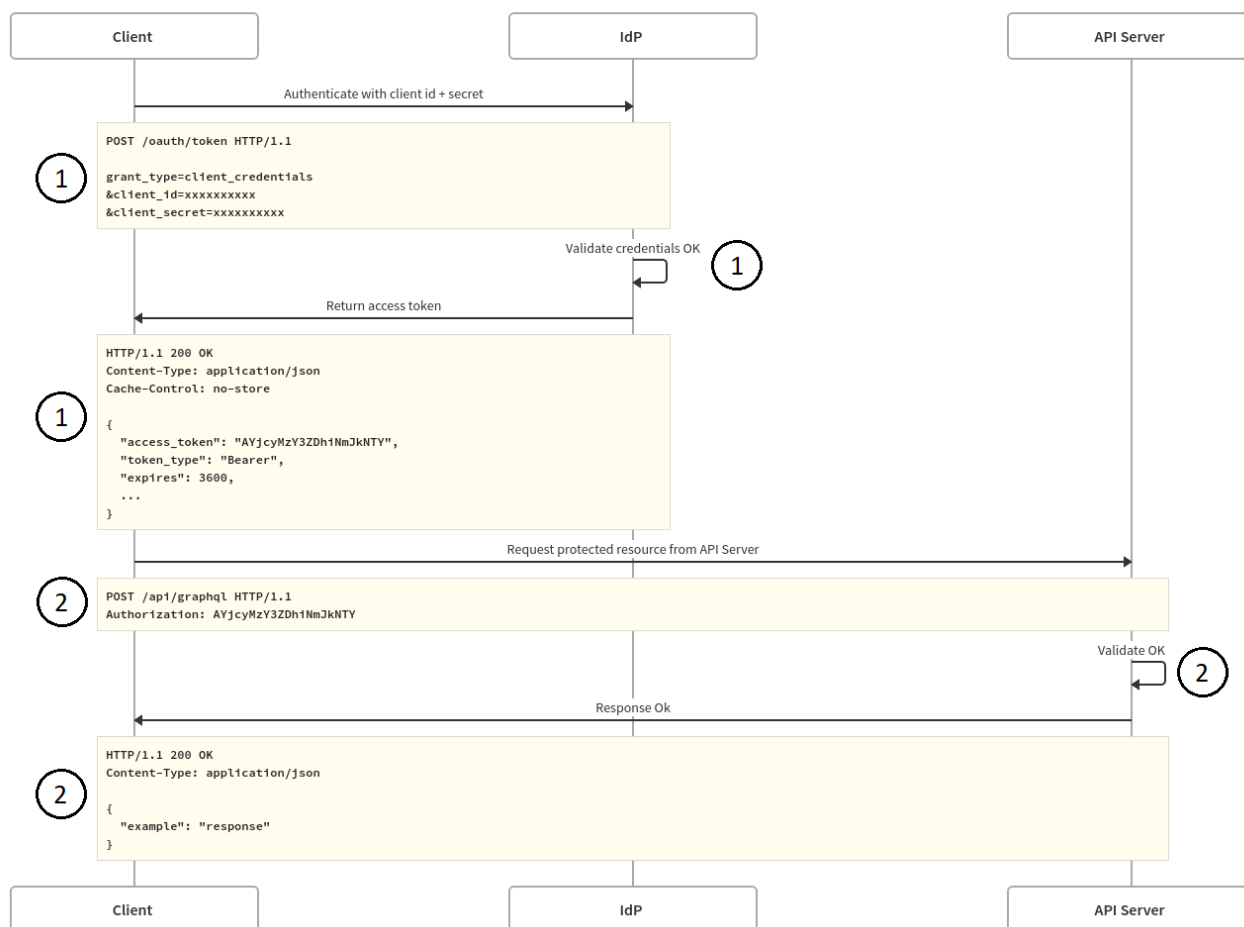 Client
IdP
API Server
Authenticate with client id + secret
POST /oauth/token HTTP/1.1
1
grant_type=client_credentials
&client_id=xxxxxxxxxx
&client_secret=xxxxxxxxxx
Validate credentials OK
1
Return access token
HTTP/1.1 200 OK
Content-Type: application/json
Cache-Control: no-store
1
{
"access_token": "AYjcyMzY3ZDhiNmJkNTY",
"token_type": "Bearer",
"expires": 3600,
...
}
Request protected resource from API Server
2
POST /api/graphql HTTP/1.1
Authorization: AYjcyMzY3ZDhiNmJkNTY
Validate OK
2
Response Ok
HTTP/1.1 200 OK
Content-Type: application/json
2
{
"example": "response"
}
Client
IdP
API Server